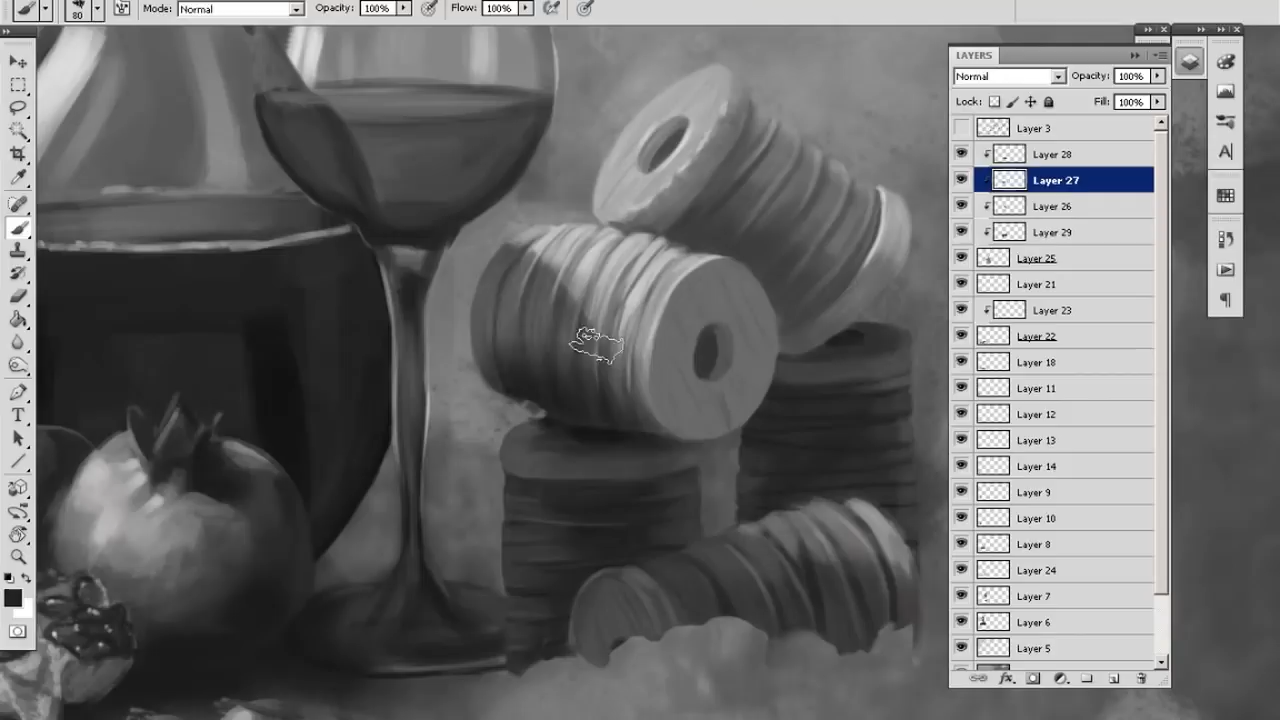 80
Mode: Normal
Opacity: 100%
Flow: 100%
LAYERS
Normal
Opacity: 100%
Lock:
Fill: 100%
Layer 3
Layer 28
Layer 27
Layer 26
Layer 29
Layer 25
Layer 21
Layer 23
Layer 22
Layer 18
Layer 11
Layer 12
Layer 13
Layer 14
Layer 9
Layer 10
Layer 8
Layer 24
Layer 7
Layer 6
Layer 5